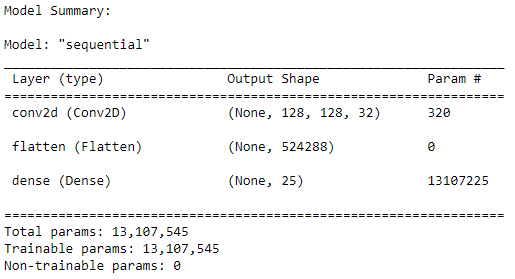 Model Summary:
Model: "sequential"
Layer (type) Output Shape Param #
conv2d (Conv2D) (None, 128, 128, 32) 320
flatten (Flatten) (None, 524288) 0
dense (Dense) (None, 25) 13107225
Total params: 13,107,545
Trainable params: 13,107,545
Non-trainable params: 0